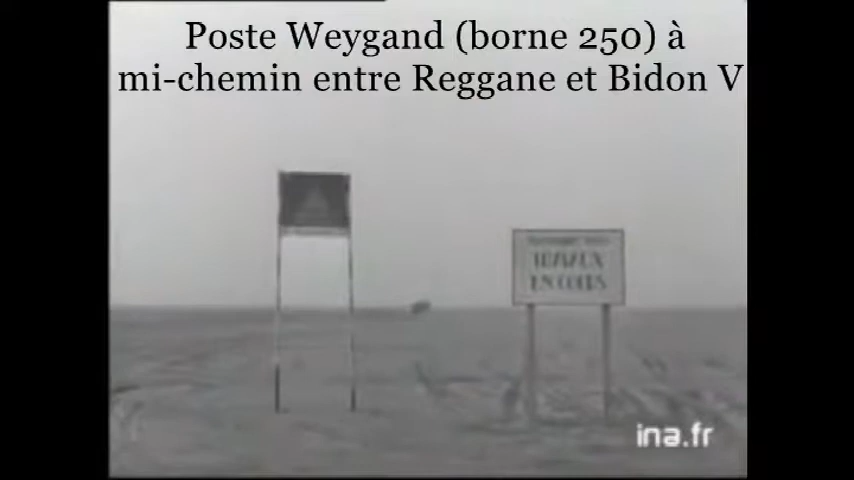 Poste Weygand (borne 250) à
mi-chemin entre Reggane et Bidon V
TRAVAUX
EN COURS
ina.fr